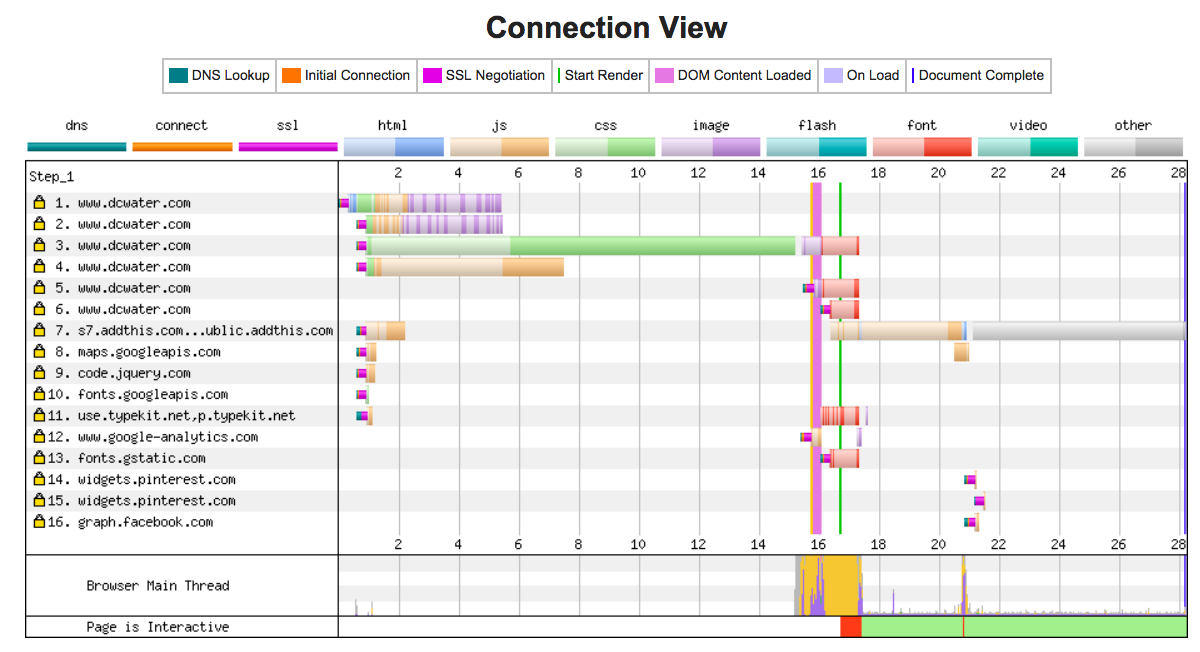 Connection View
DNS Lookup Initial Connection SSL Negotiation Start Render DOM Content Loaded On Load Document Complete
dns connect ssl html js css image flash font video other
Step_1 2 4 6 8 10 12 14 16 18 20 22 24 26 28
1. www.dcwater.com
2. www.dcwater.com
3. www.dcwater.com
4. www.dcwater.com
5. www.dcwater.com
6. www.dcwater.com
7. s7.addthis.com...ublic.addthis.com
8. maps.googleapis.com
9. code.jquery.com
10. fonts.googleapis.com
11. use.typekit.net,p.typekit.net
12. www.google-analytics.com
13. fonts.gstatic.com
14. widgets.pinterest.com
15. widgets.pinterest.com
16. graph.facebook.com
2 4 6 8 10 12 14 16 18 20 22 24 26 28
Browser Main Thread
Page is Interactive